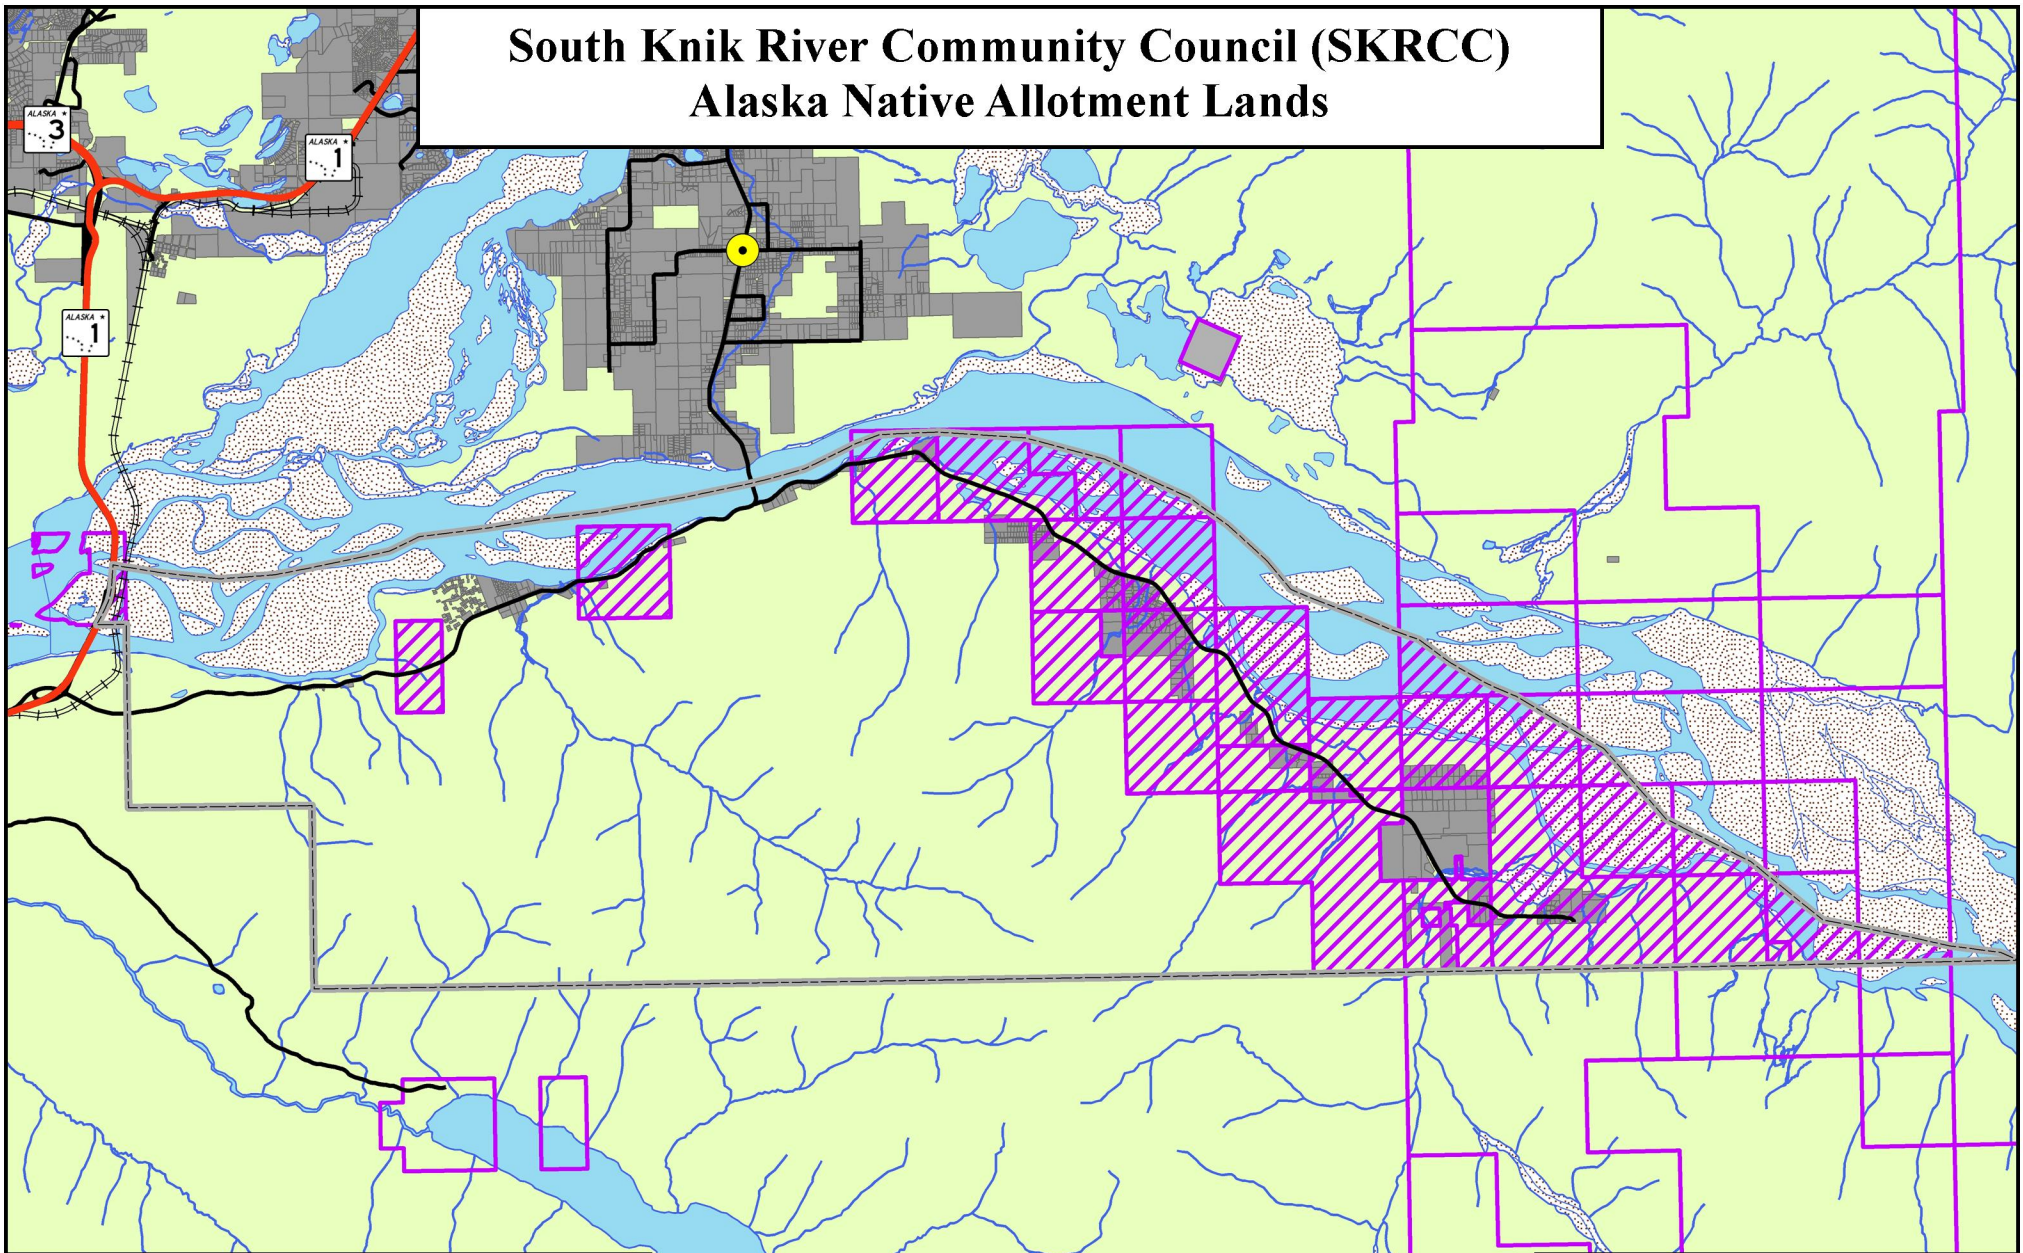 South Knik River Community Council (SKRCC)
Alaska Native Allotment Lands
ALASKA
3
ALASKA
1
ALASKA
1